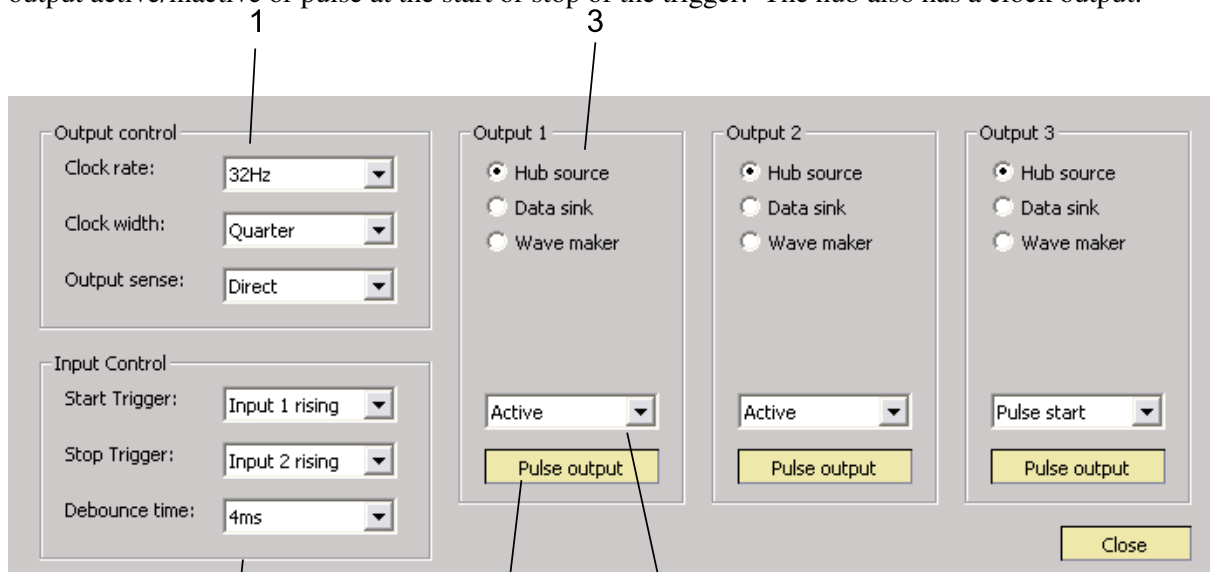 output active/inactive or pulse at the start or stop of the trigger. The hub also has a clock output.
1
3
Output control
Clock rate:
32Hz
Clock width:
Quarter
Output sense:
Direct
Input Control
Start Trigger:
Input 1 rising
Stop Trigger:
Input 2 rising
Debounce time:
4ms
Output 1
Hub source
Data sink
Wave maker
Active
Pulse output
Output 2
Hub source
Data sink
Wave maker
Active
Pulse output
Output 3
Hub source
Data sink
Wave maker
Pulse start
Pulse output
Close